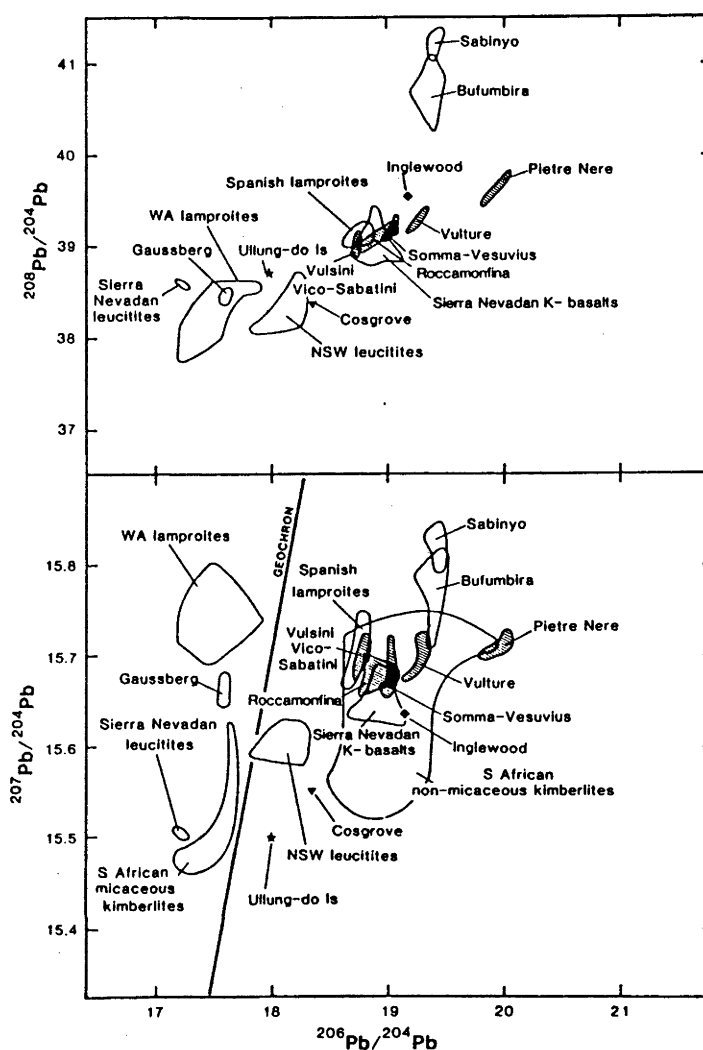 41
40
39
38
37
²⁰⁸Pb/²⁰⁴Pb
Sabinyo
Bufumbira
Inglewood
Pietre Nere
Spanish lamproites
WA lamproites
Vulture
Gaussberg
Ullung-do Is
Somma-Vesuvius
Vulsini
Roccamonfina
Sierra
Nevadan
leucitites
Vico-Sabatini
Sierra Nevadan K-basalts
Cosgrove
NSW leucitites
GEOCHRON
Sabinyo
WA lamproites
15.8
Spanish
lamproites
Bufumbira
Vulsini
Vico-
Sabatini
Pietre Nere
15.7
Gaussberg
Vulture
Roccamonfina
Somma-Vesuvius
Sierra Nevadan
leucitites
Sierra Nevadan
K-basalts
Inglewood
15.6
S African
non-micaceous kimberlites
²⁰⁷Pb/²⁰⁴Pb
15.5
Cosgrove
NSW leucitites
S African
micaceous
kimberlites
Ullung-do Is
15.4
17
18
19
20
21
²⁰⁶Pb/²⁰⁴Pb